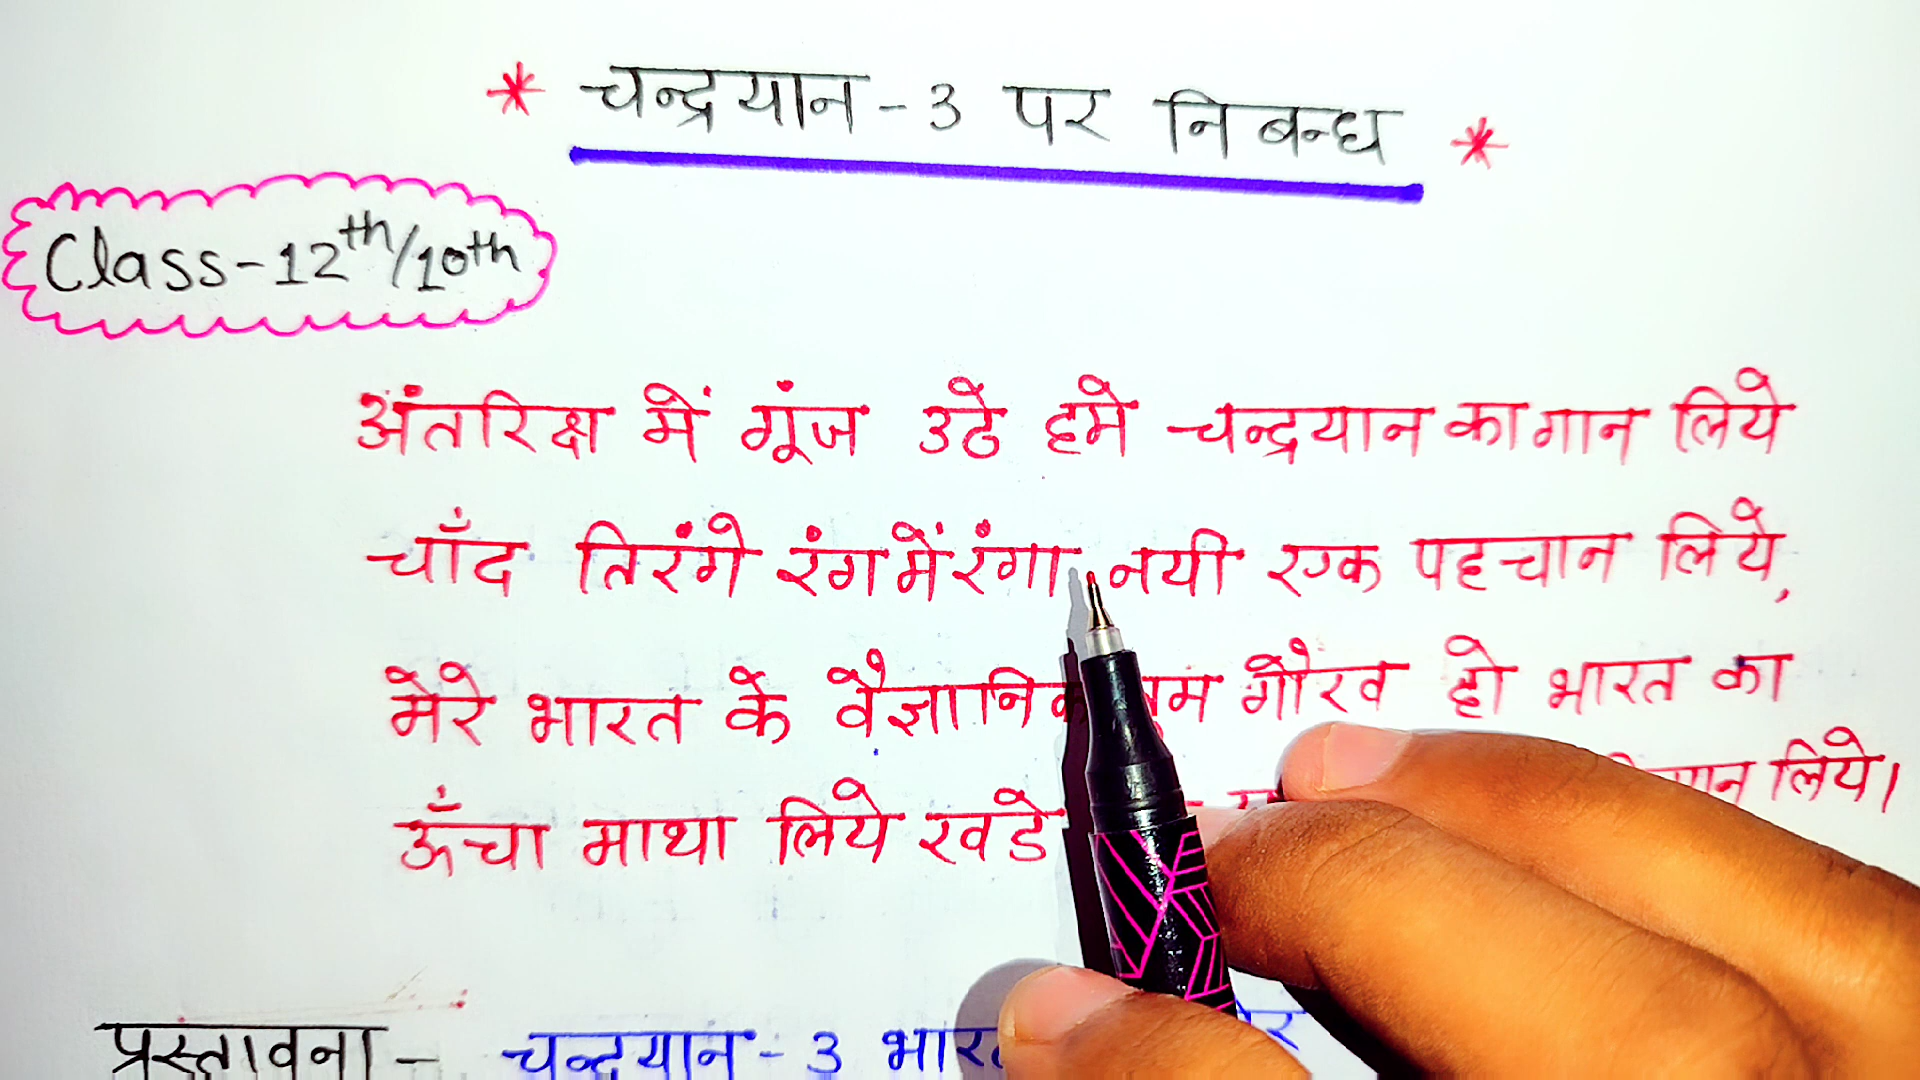 * चन्द्रयान - 3 पर निबन्ध *
Class-12th/10th
अंतरिक्ष में गूंज उठे हमे चन्द्रयान का गान लिये
चाँद तिरंगे रंग में रंगा नयी एक पहचान लिये,
मेरे भारत के वैज्ञानिक गौरव हो भारत का
ऊँचा माथा लिये खडे लिये।
प्रस्तावना - चन्द्रयान - 3